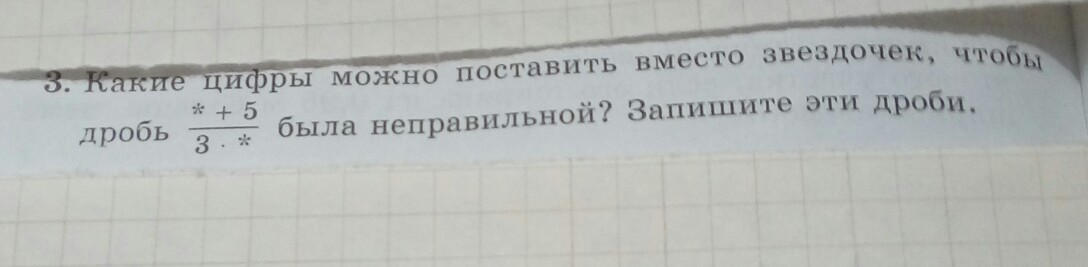 3. Какие цифры можно поставить вместо звездочек, чтобы
дробь (* + 5)/(3 · *) была неправильной? Запишите эти дроби.